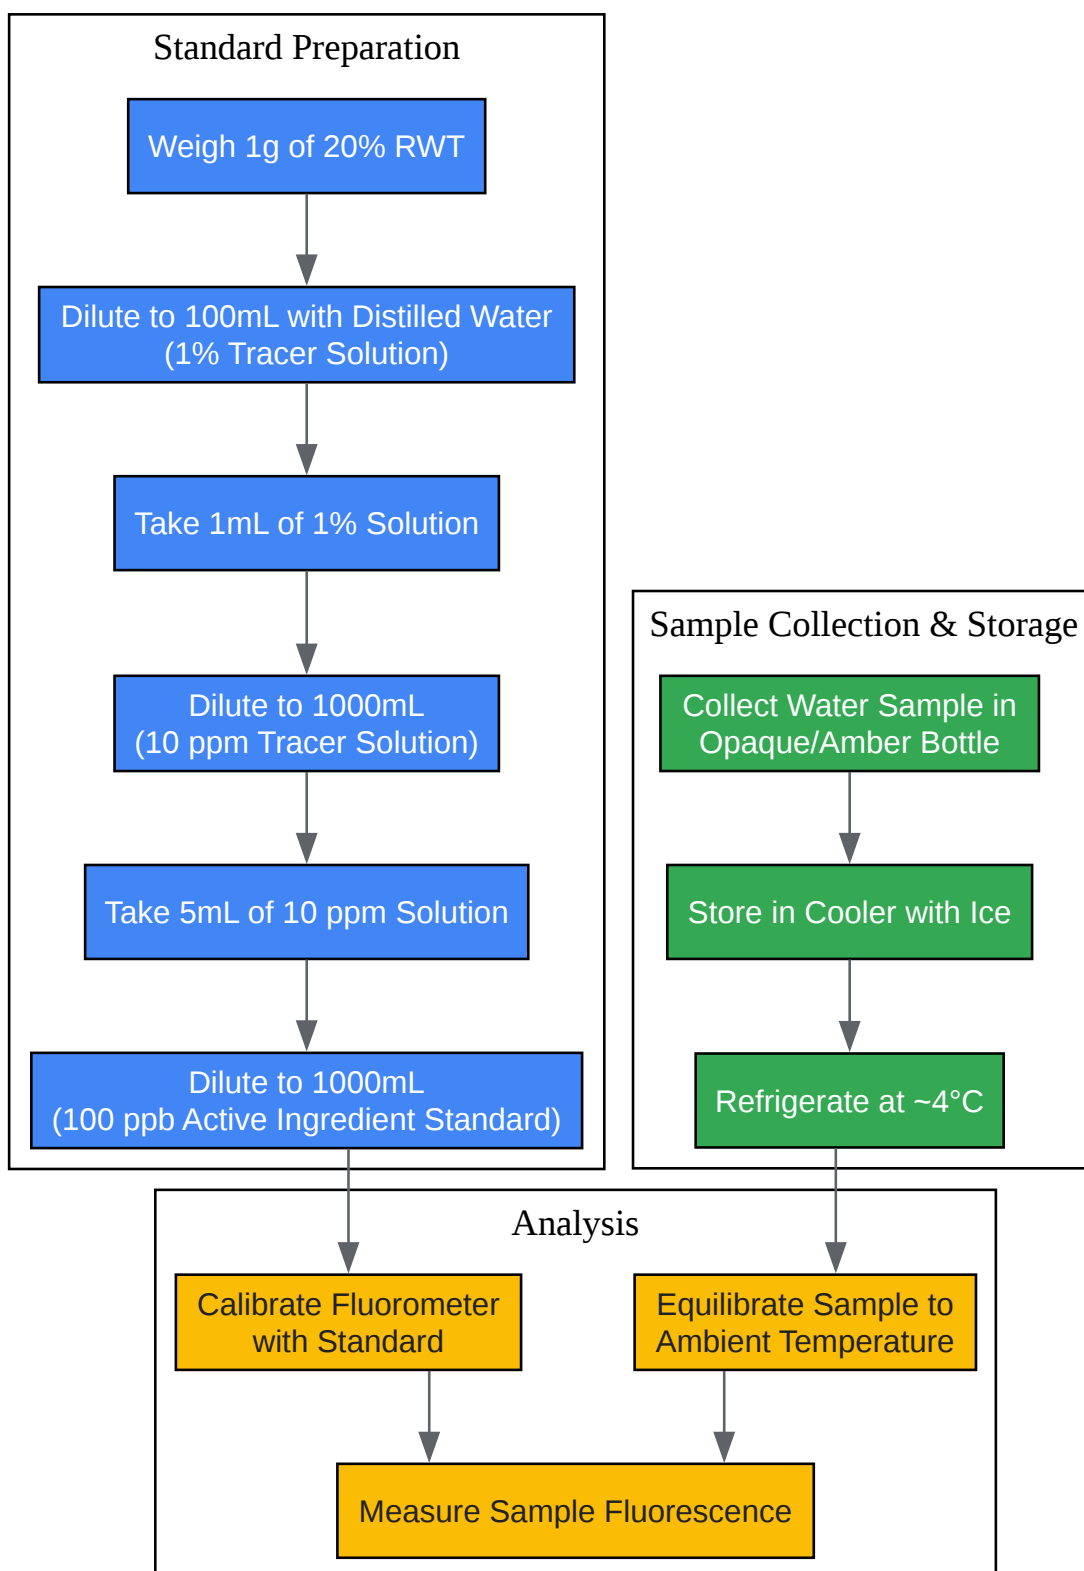 Standard Preparation
Weigh 1g of 20% RWT
Dilute to 100mL with Distilled Water
(1% Tracer Solution)
Take 1mL of 1% Solution
Dilute to 1000mL
(10 ppm Tracer Solution)
Take 5mL of 10 ppm Solution
Dilute to 1000mL
(100 ppb Active Ingredient Standard)
Sample Collection & Storage
Collect Water Sample in
Opaque/Amber Bottle
Store in Cooler with Ice
Refrigerate at ~4°C
Analysis
Calibrate Fluorometer
with Standard
Equilibrate Sample to
Ambient Temperature
Measure Sample Fluorescence